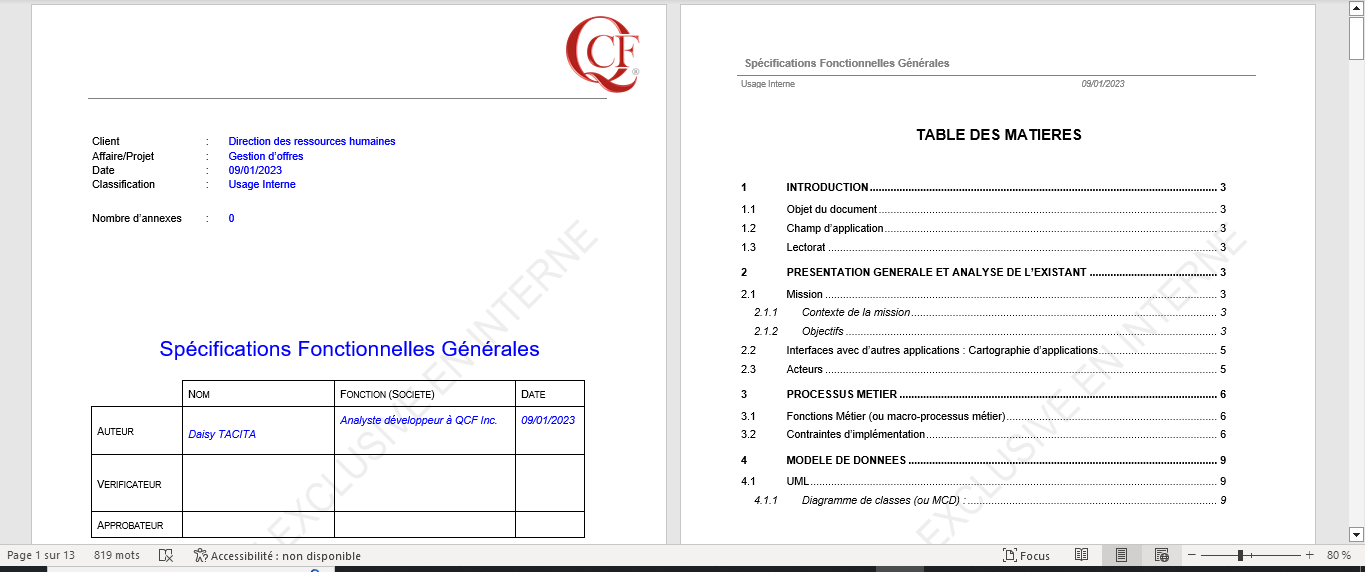 QCF®
Client : Direction des ressources humaines
Affaire/Projet : Gestion d'offres
Date : 09/01/2023
Classification : Usage Interne
Nombre d'annexes : 0
Spécifications Fonctionnelles Générales
NOM FONCTION (SOCIETE) DATE
AUTEUR Daisy TACITA Analyste développeur à QCF Inc. 09/01/2023
VERIFICATEUR
APPROBATEUR
EXCLUSIVE EN INTERNE
Spécifications Fonctionnelles Générales
Usage Interne 09/01/2023
TABLE DES MATIERES
1 INTRODUCTION 3
1.1 Objet du document 3
1.2 Champ d'application 3
1.3 Lectorat 3
2 PRESENTATION GENERALE ET ANALYSE DE L'EXISTANT 3
2.1 Mission 3
2.1.1 Contexte de la mission 3
2.1.2 Objectifs 3
2.2 Interfaces avec d'autres applications : Cartographie d'applications 5
2.3 Acteurs 5
3 PROCESSUS METIER 6
3.1 Fonctions Métier (ou macro-processus métier) 6
3.2 Contraintes d'implémentation 6
4 MODELE DE DONNEES 9
4.1 UML 9
4.1.1 Diagramme de classes (ou MCD) : 9
EXCLUSIVE EN INTERNE
Page 1 sur 13 819 mots Accessibilité : non disponible Focus 80 %